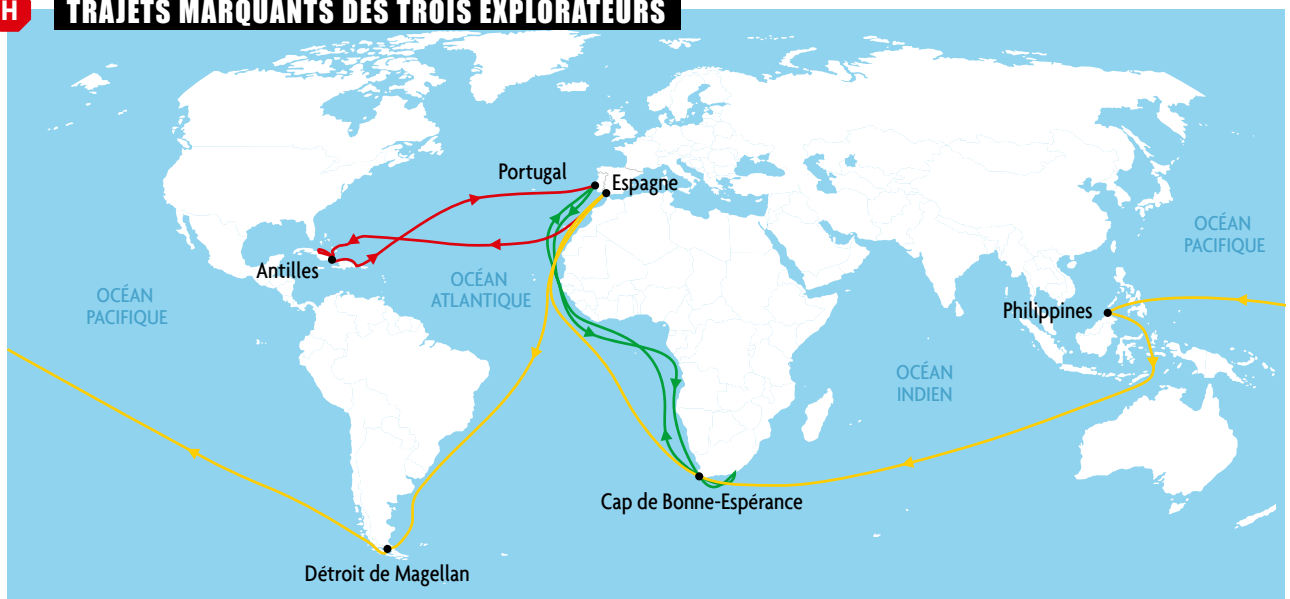 H
TRAJETS MARQUANTS DES TROIS EXPLORATEURS
Portugal
Espagne
Antilles
OCÉAN
ATLANTIQUE
OCÉAN
PACIFIQUE
OCÉAN
PACIFIQUE
Philippines
OCÉAN
INDIEN
Cap de Bonne-Espérance
Détroit de Magellan